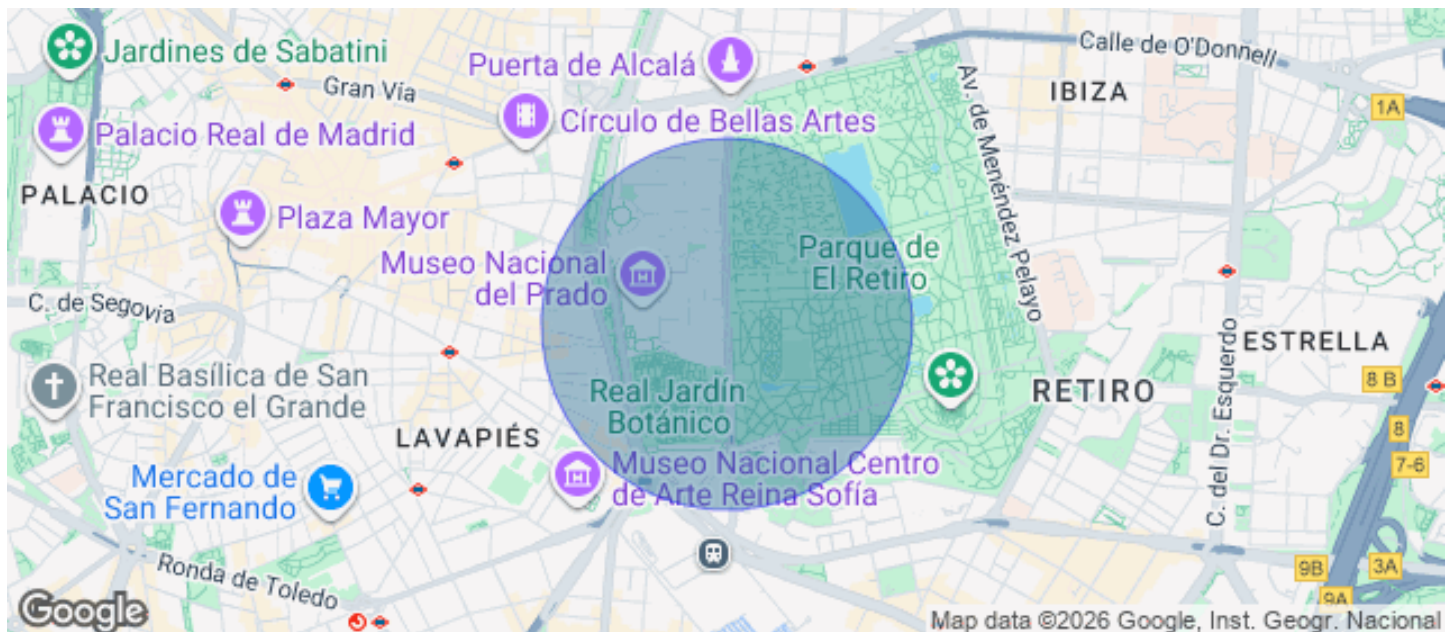 Jardines de Sabatini
Gran Vía
Puerta de Alcalá
Calle de O'Donnell
IBIZA
1A
Palacio Real de Madrid
Círculo de Bellas Artes
Av. de Menéndez Pelayo
PALACIO
Plaza Mayor
Museo Nacional
del Prado
Parque de
El Retiro
C. de Segovia
ESTRELLA
Real Basílica de San
Francisco el Grande
Real Jardín
Botánico
RETIRO
C. del Dr. Esquerdo
8 B
8
7-6
LAVAPIÉS
Mercado de
San Fernando
Museo Nacional Centro
de Arte Reina Sofía
Ronda de Toledo
9B
3A
9A
Google
Map data ©2026 Google, Inst. Geogr. Nacional